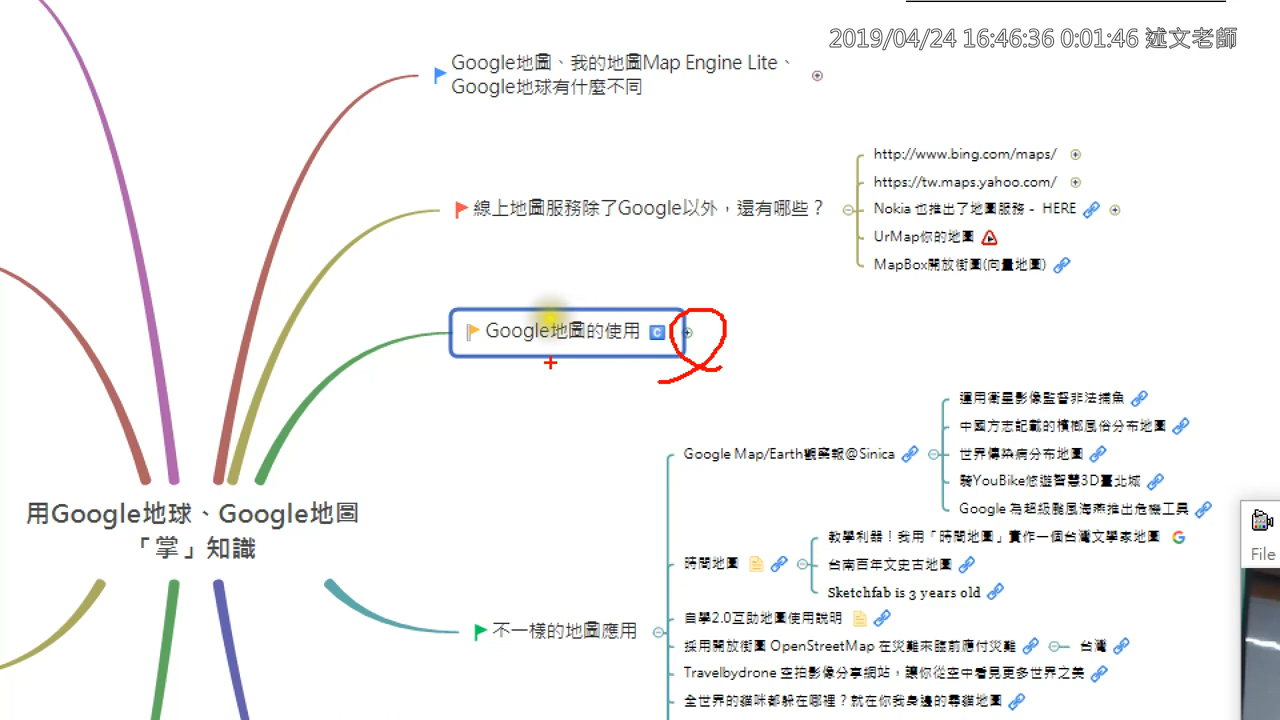 2019/04/24 16:46:36 0:01:46 述文老師
Google地圖、我的地圖Map Engine Lite、
Google地球有什麼不同
線上地圖服務除了Google以外，還有哪些？
http://www.bing.com/maps/
https://tw.maps.yahoo.com/
Nokia 也推出了地圖服務 - HERE
UrMap你的地圖
MapBox開放街圖(向量地圖)
Google地圖的使用
C
用Google地球、Google地圖
「掌」知識
不一樣的地圖應用
Google Map/Earth觀察報@Sinica
運用衛星影像監督非法捕魚
中國方志記載的檳榔風俗分布地圖
世界傳染病分布地圖
騎YouBike悠遊智慧3D臺北城
Google 為超級颱風海燕推出危機工具
時間地圖
教學利器！我用「時間地圖」實作一個台灣文學家地圖
台南百年文史古地圖
Sketchfab is 3 years old
自學2.0互助地圖使用說明
採用開放街圖 OpenStreetMap 在災難來臨前應付災難
台灣
Travelbydrone 空拍影像分享網站，讓你從空中看見更多世界之美
全世界的貓咪都躲在哪裡？就在你我身邊的尋貓地圖
File